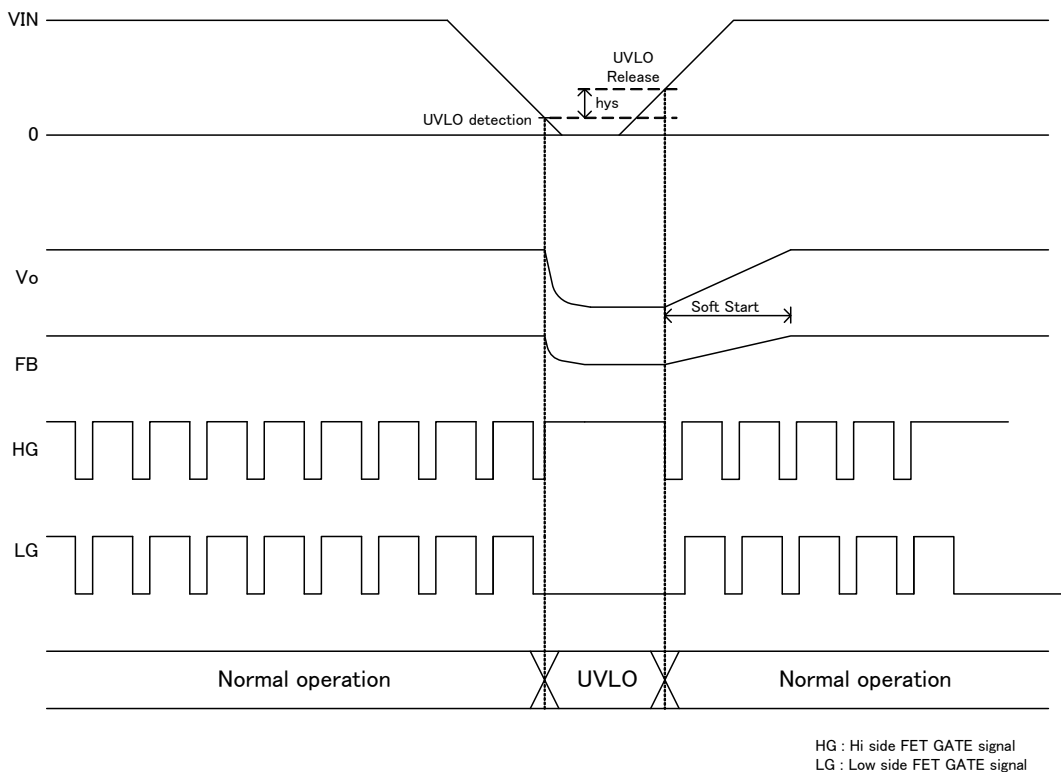 VIN
UVLO
Release
hys
UVLO detection
0
Vo
Soft Start
FB
HG
LG
Normal operation
UVLO
Normal operation
HG : Hi side FET GATE signal
LG : Low side FET GATE signal